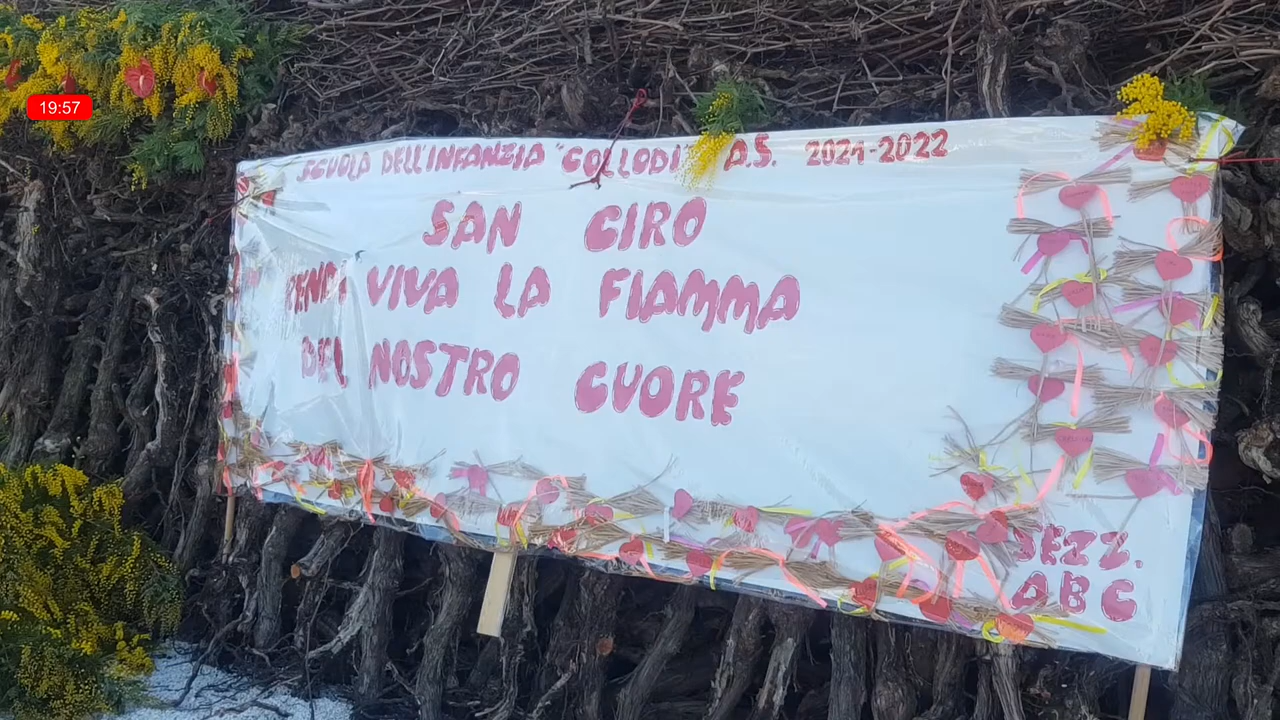 19:57
SCUOLA DELL'INFANZIA "COLLODI" A.S. 2021-2022
SAN CIRO
RENDI VIVA LA FIAMMA
DEL NOSTRO CUORE
SEZZ.
ABC